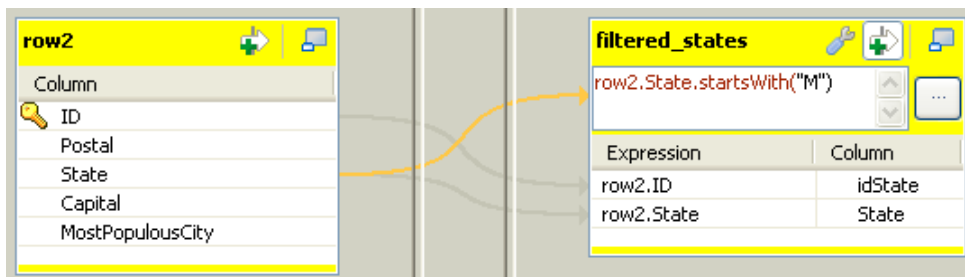 row2
Column
ID
Postal
State
Capital
MostPopulousCity
filtered_states
row2.State.startsWith("M")
...
Expression Column
row2.ID idState
row2.State State